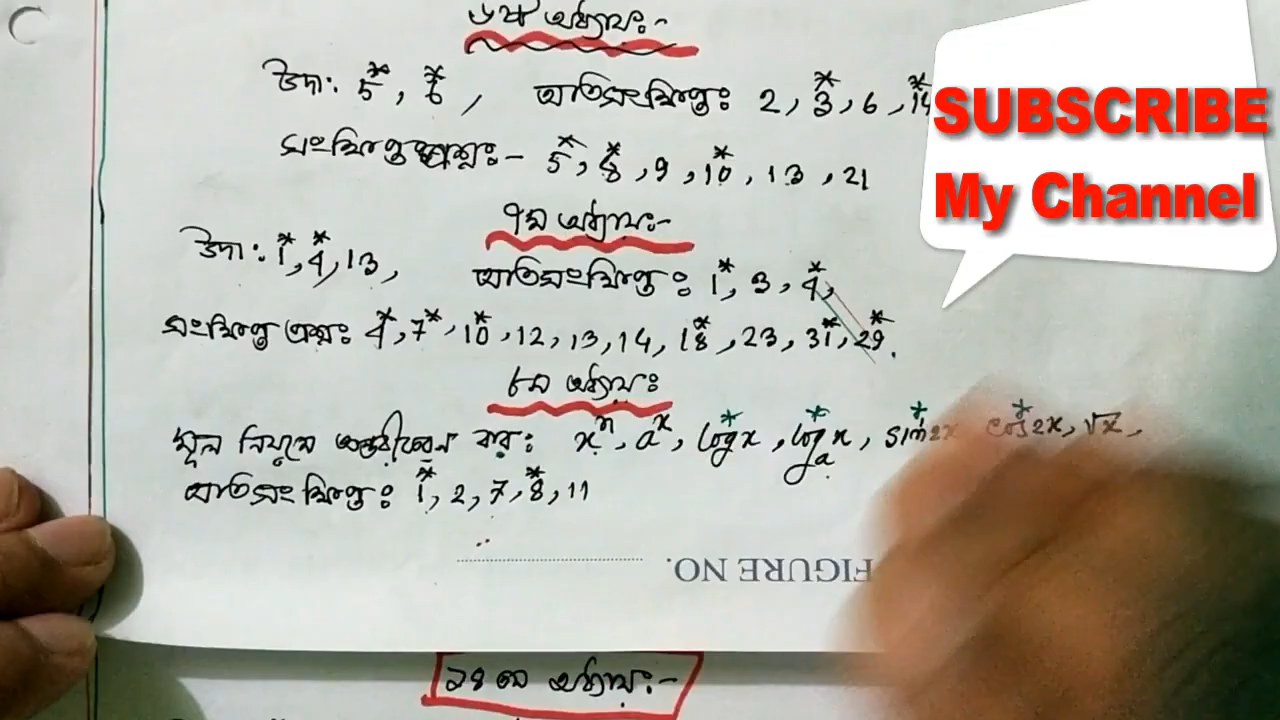 ৬ষ্ঠ অধ্যায়ঃ-
উদা: 5*, 6*, অতিসংক্ষিপ্তঃ 2, 3*, 6, 14*
সংক্ষিপ্ত প্রশ্নঃ- 5*, 8*, 9, 10*, 13, 21
৭ম অধ্যায়ঃ-
উদা: 1*, 4*, 13, অতিসংক্ষিপ্তঃ 1*, 3, 4*,
সংক্ষিপ্ত প্রশ্নঃ 4*, 7*, 10*, 12, 13, 14, 18*, 23, 31*, 29*.
৮ম অধ্যায়ঃ
মূল নিয়মে অন্তরীকরণ করঃ xⁿ, aˣ, log x*, logₐx*, sin2x*, cos2x*, √x,
অতিসংক্ষিপ্তঃ 1*, 2, 7, 8*, 11
FIGURE NO.
১৪ অধ্যায়ঃ-
SUBSCRIBE
My Channel